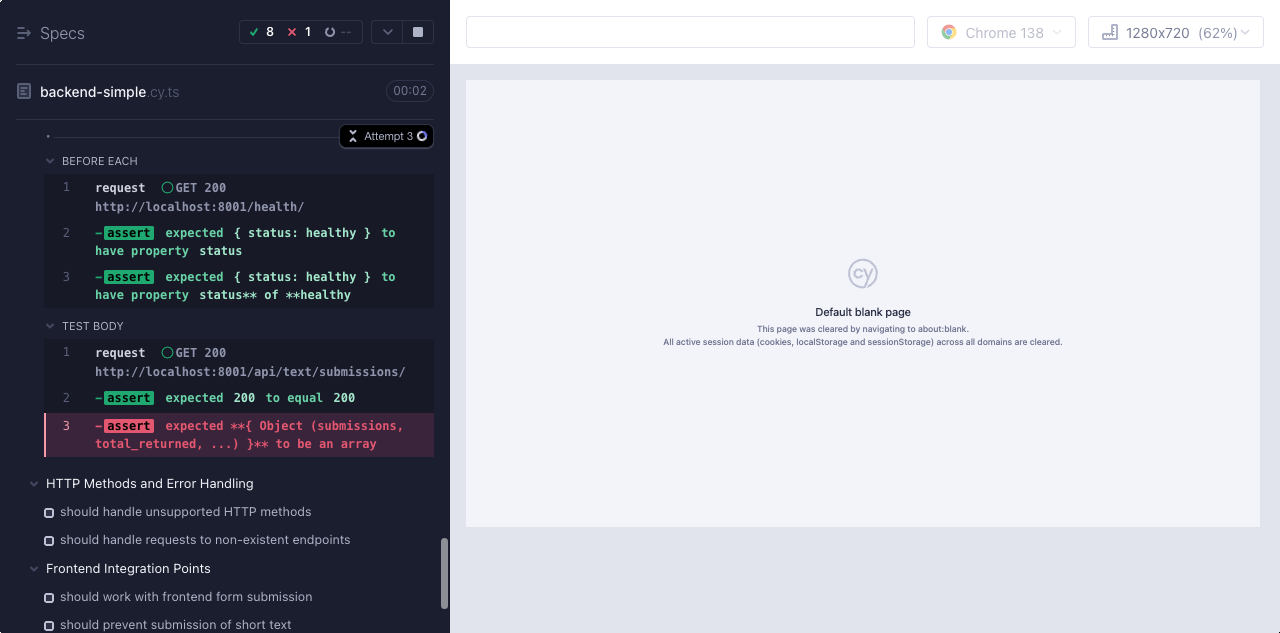 Specs
8 1 --
backend-simple.cy.ts 00:02
Attempt 3
BEFORE EACH
1 request GET 200
http://localhost:8001/health/
2 -assert expected { status: healthy } to
have property status
3 -assert expected { status: healthy } to
have property status** of **healthy
TEST BODY
1 request GET 200
http://localhost:8001/api/text/submissions/
2 -assert expected 200 to equal 200
3 -assert expected **{ Object (submissions,
total_returned, ...) }** to be an array
HTTP Methods and Error Handling
should handle unsupported HTTP methods
should handle requests to non-existent endpoints
Frontend Integration Points
should work with frontend form submission
should prevent submission of short text
Chrome 138
1280x720 (62%)
cy
Default blank page
This page was cleared by navigating to about:blank.
All active session data (cookies, localStorage and sessionStorage) across all domains are cleared.